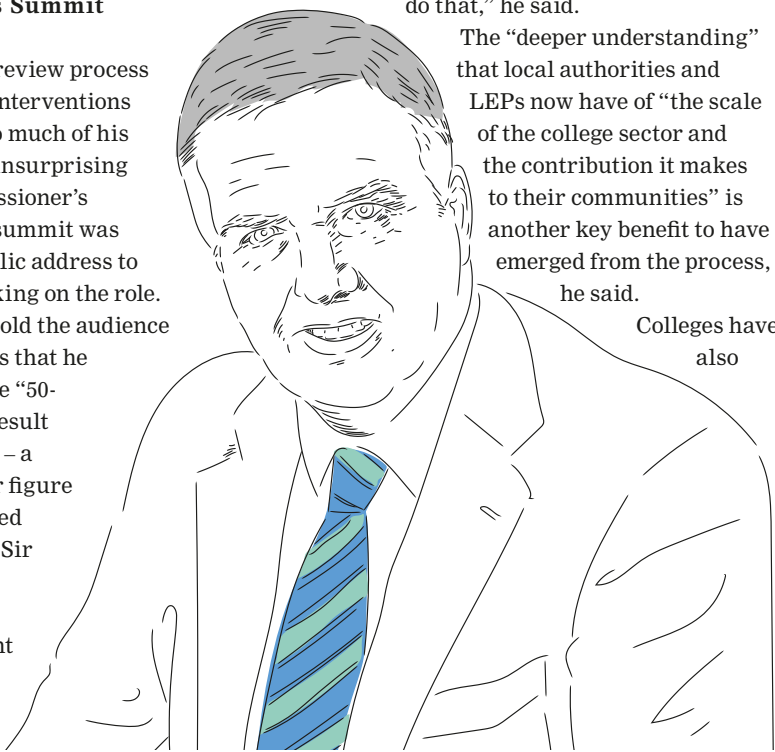 s Summit
review process
nterventions
o much of his
nsurprising
ssioner’s
summit was
lic address to
king on the role.
old the audience
s that he
e “50-
esult
– a
r figure
ed
Sir
nt
do that,” he said.
The “deeper understanding”
that local authorities and
LEPs now have of “the scale
of the college sector and
the contribution it makes
to their communities” is
another key benefit to have
emerged from the process,
he said.
Colleges have
also